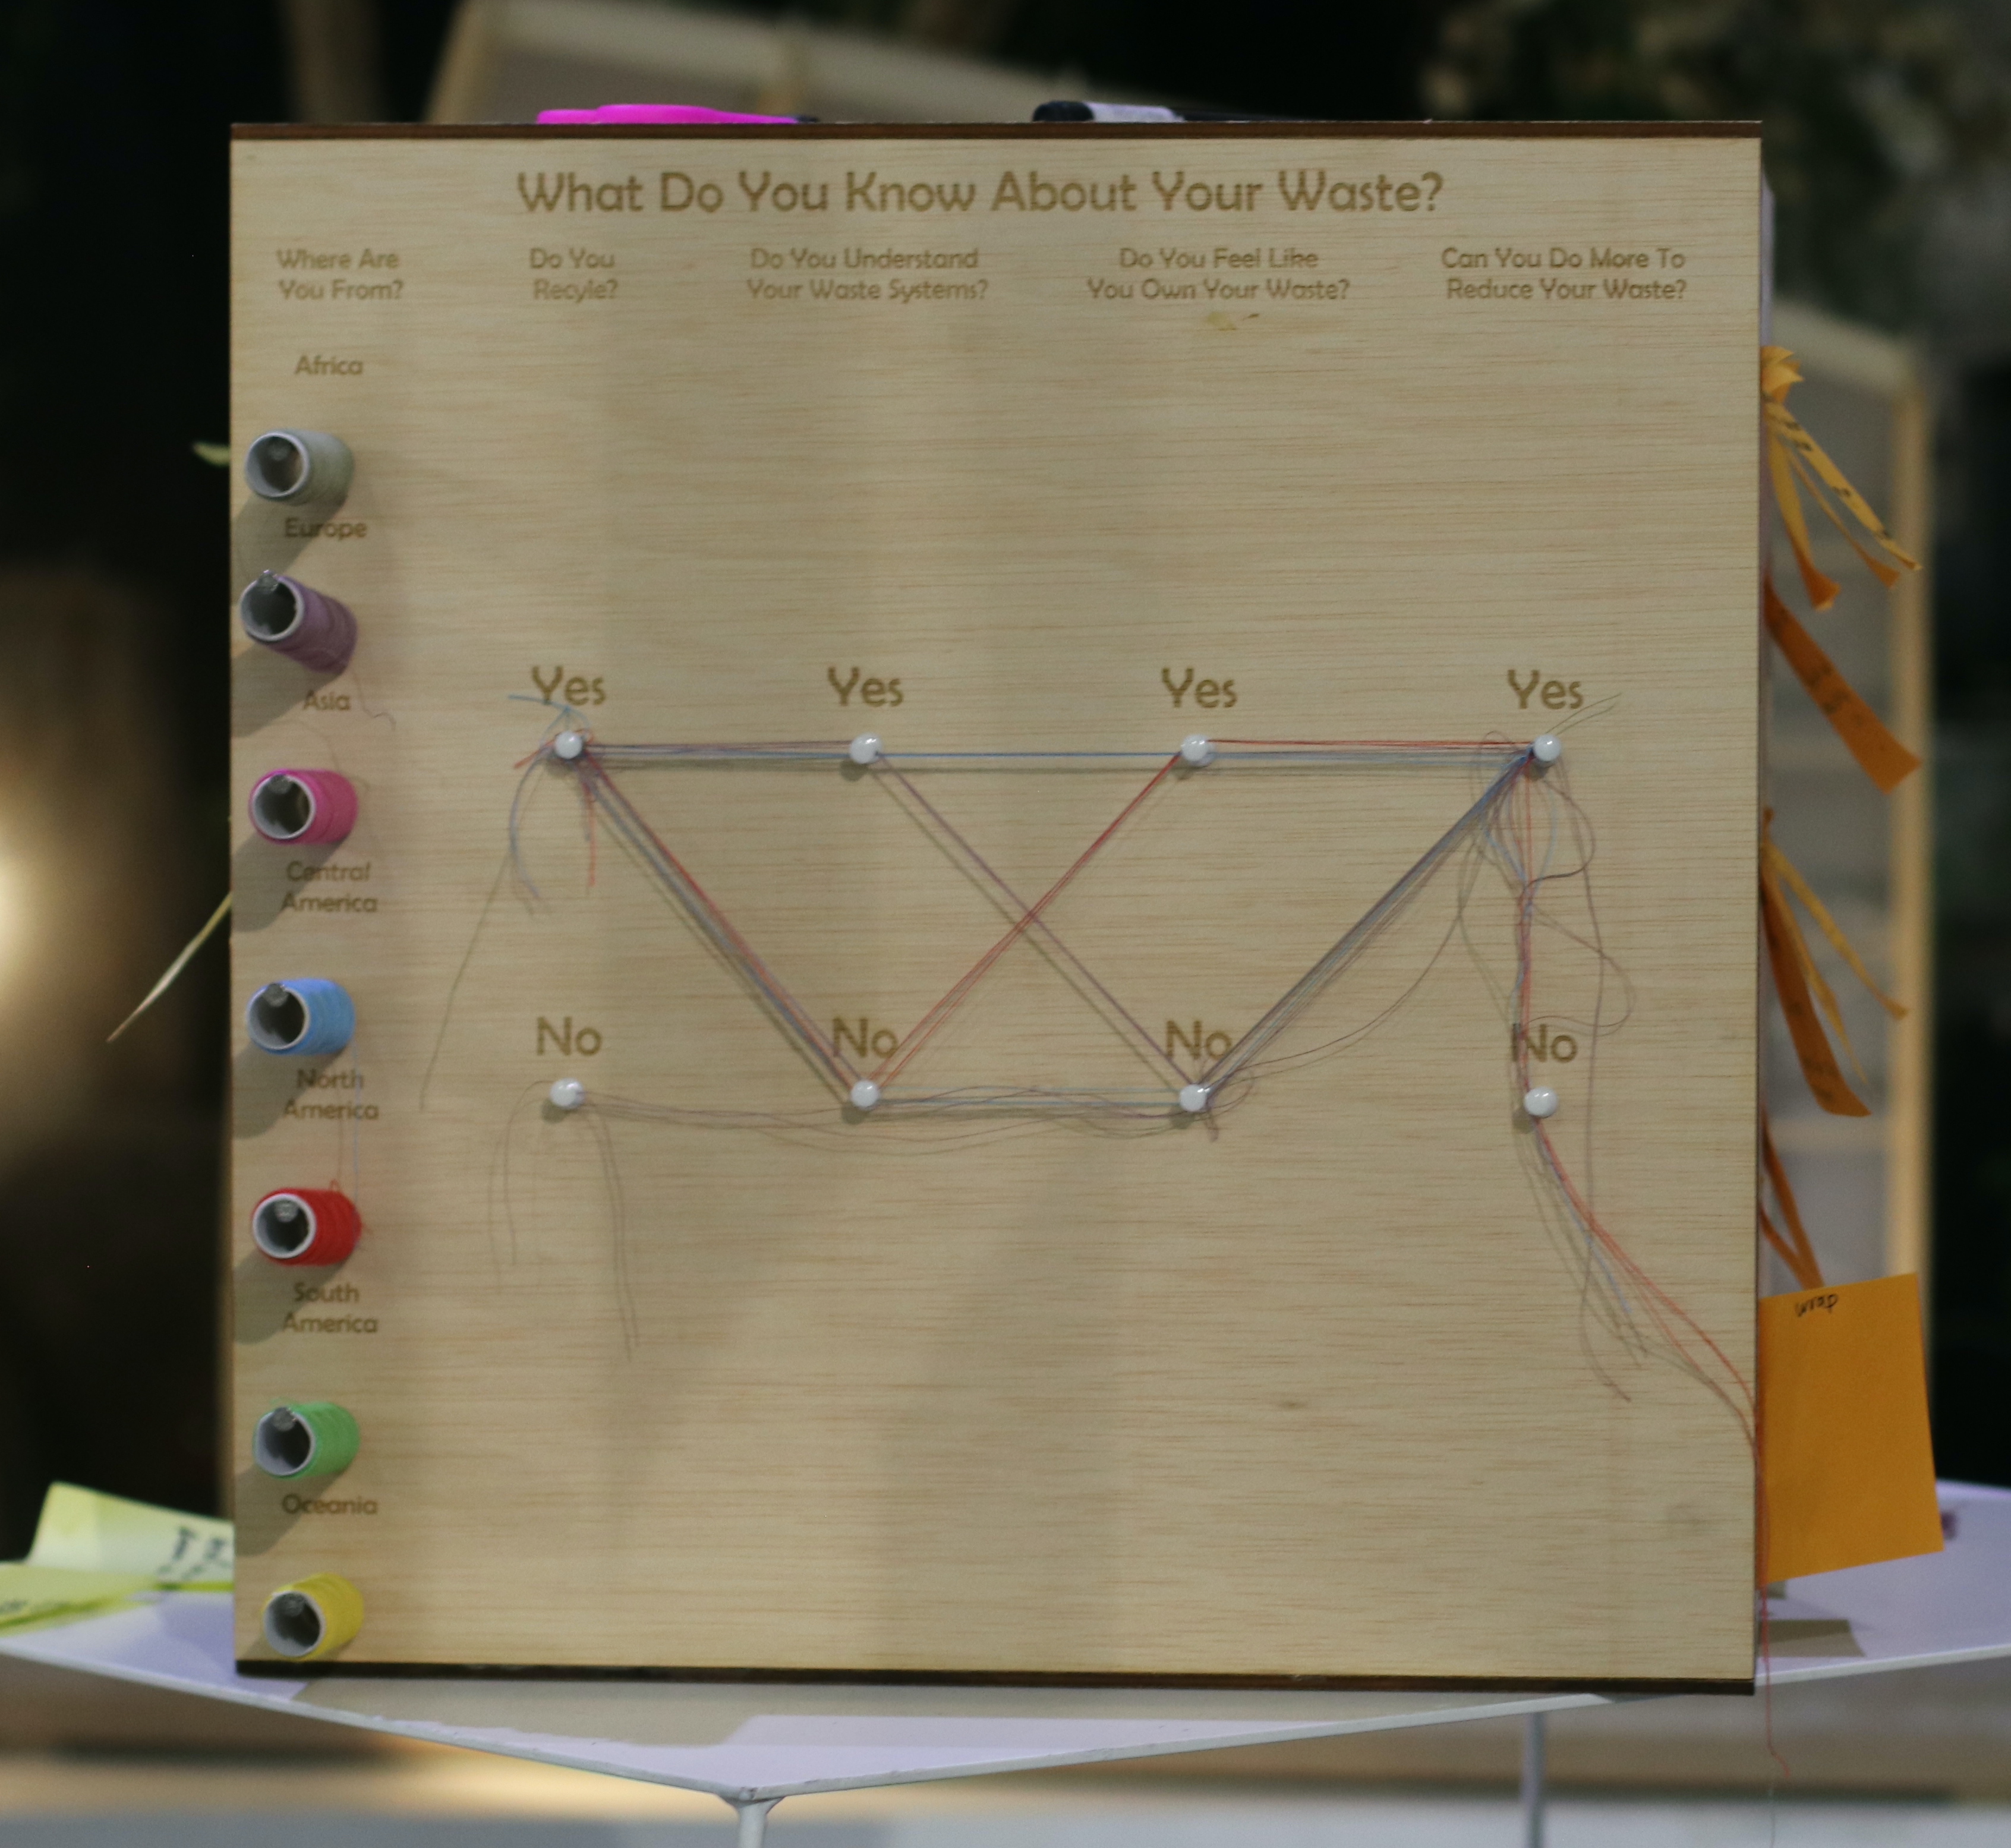 What Do You Know About Your Waste?
Where Are
You From?
Do You
Recyle?
Do You Understand
Your Waste Systems?
Do You Feel Like
You Own Your Waste?
Can You Do More To
Reduce Your Waste?
Africa
Europe
Asia
Central
America
North
America
South
America
Oceania
Yes
Yes
Yes
Yes
No
No
No
No
wrap